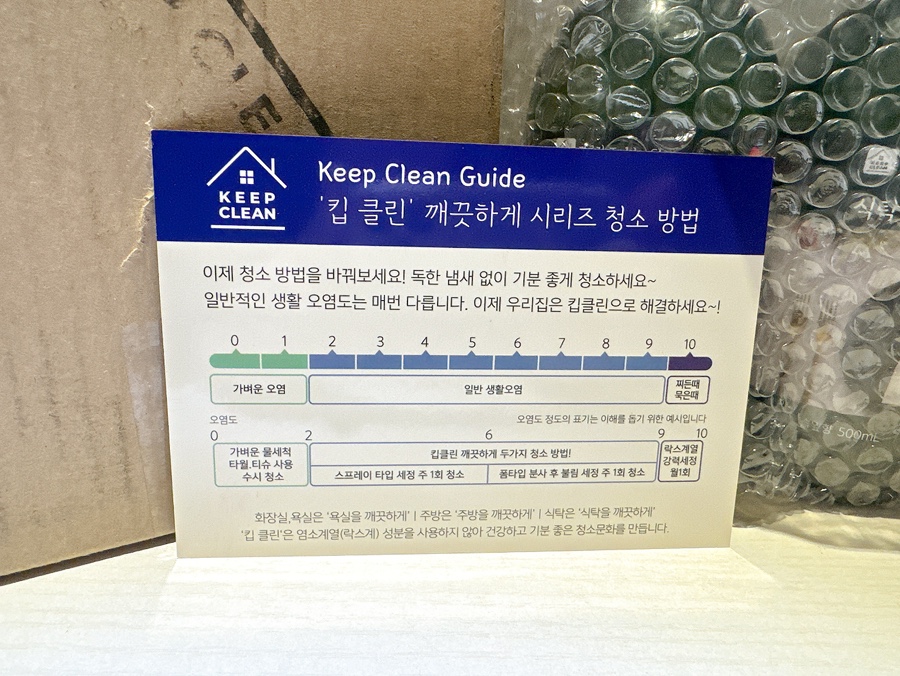 CLE
KEEP
CLEAN
Keep Clean Guide
'킵 클린' 깨끗하게 시리즈 청소 방법
이제 청소 방법을 바꿔보세요! 독한 냄새 없이 기분 좋게 청소하세요~
일반적인 생활 오염도는 매번 다릅니다. 이제 우리집은 킵클린으로 해결하세요~!
0 1 2 3 4 5 6 7 8 9 10
가벼운 오염
일반 생활오염
찌든때
묵은때
오염도
오염도 정도의 표기는 이해를 돕기 위한 예시입니다
0 2 6 9 10
가벼운 물세척
타월.티슈 사용
수시 청소
킵클린 깨끗하게 두가지 청소 방법!
스프레이 타입 세정 주 1회 청소
폼타입 분사 후 불림 세정 주 1회 청소
락스계열
강력세정
월1회
화장실,욕실은 '욕실을 깨끗하게' | 주방은 '주방을 깨끗하게' | 식탁은 '식탁을 깨끗하게'
'킵 클린'은 염소계열(락스계) 성분을 사용하지 않아 건강하고 기분 좋은 청소문화를 만듭니다.
KEEP
CLEAN
식탁
500mL